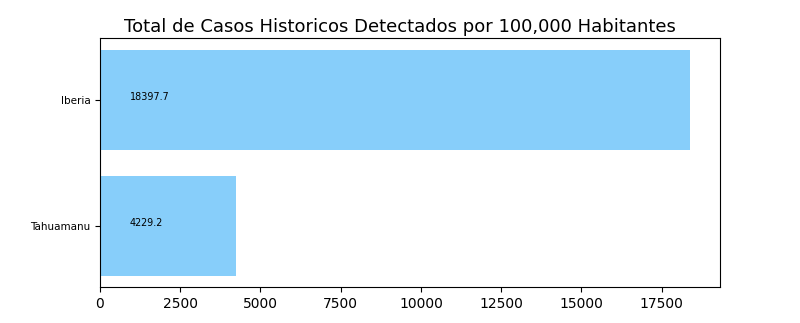 Total de Casos Historicos Detectados por 100,000 Habitantes
Iberia
18397.7
Tahuamanu
4229.2
0 2500 5000 7500 10000 12500 15000 17500